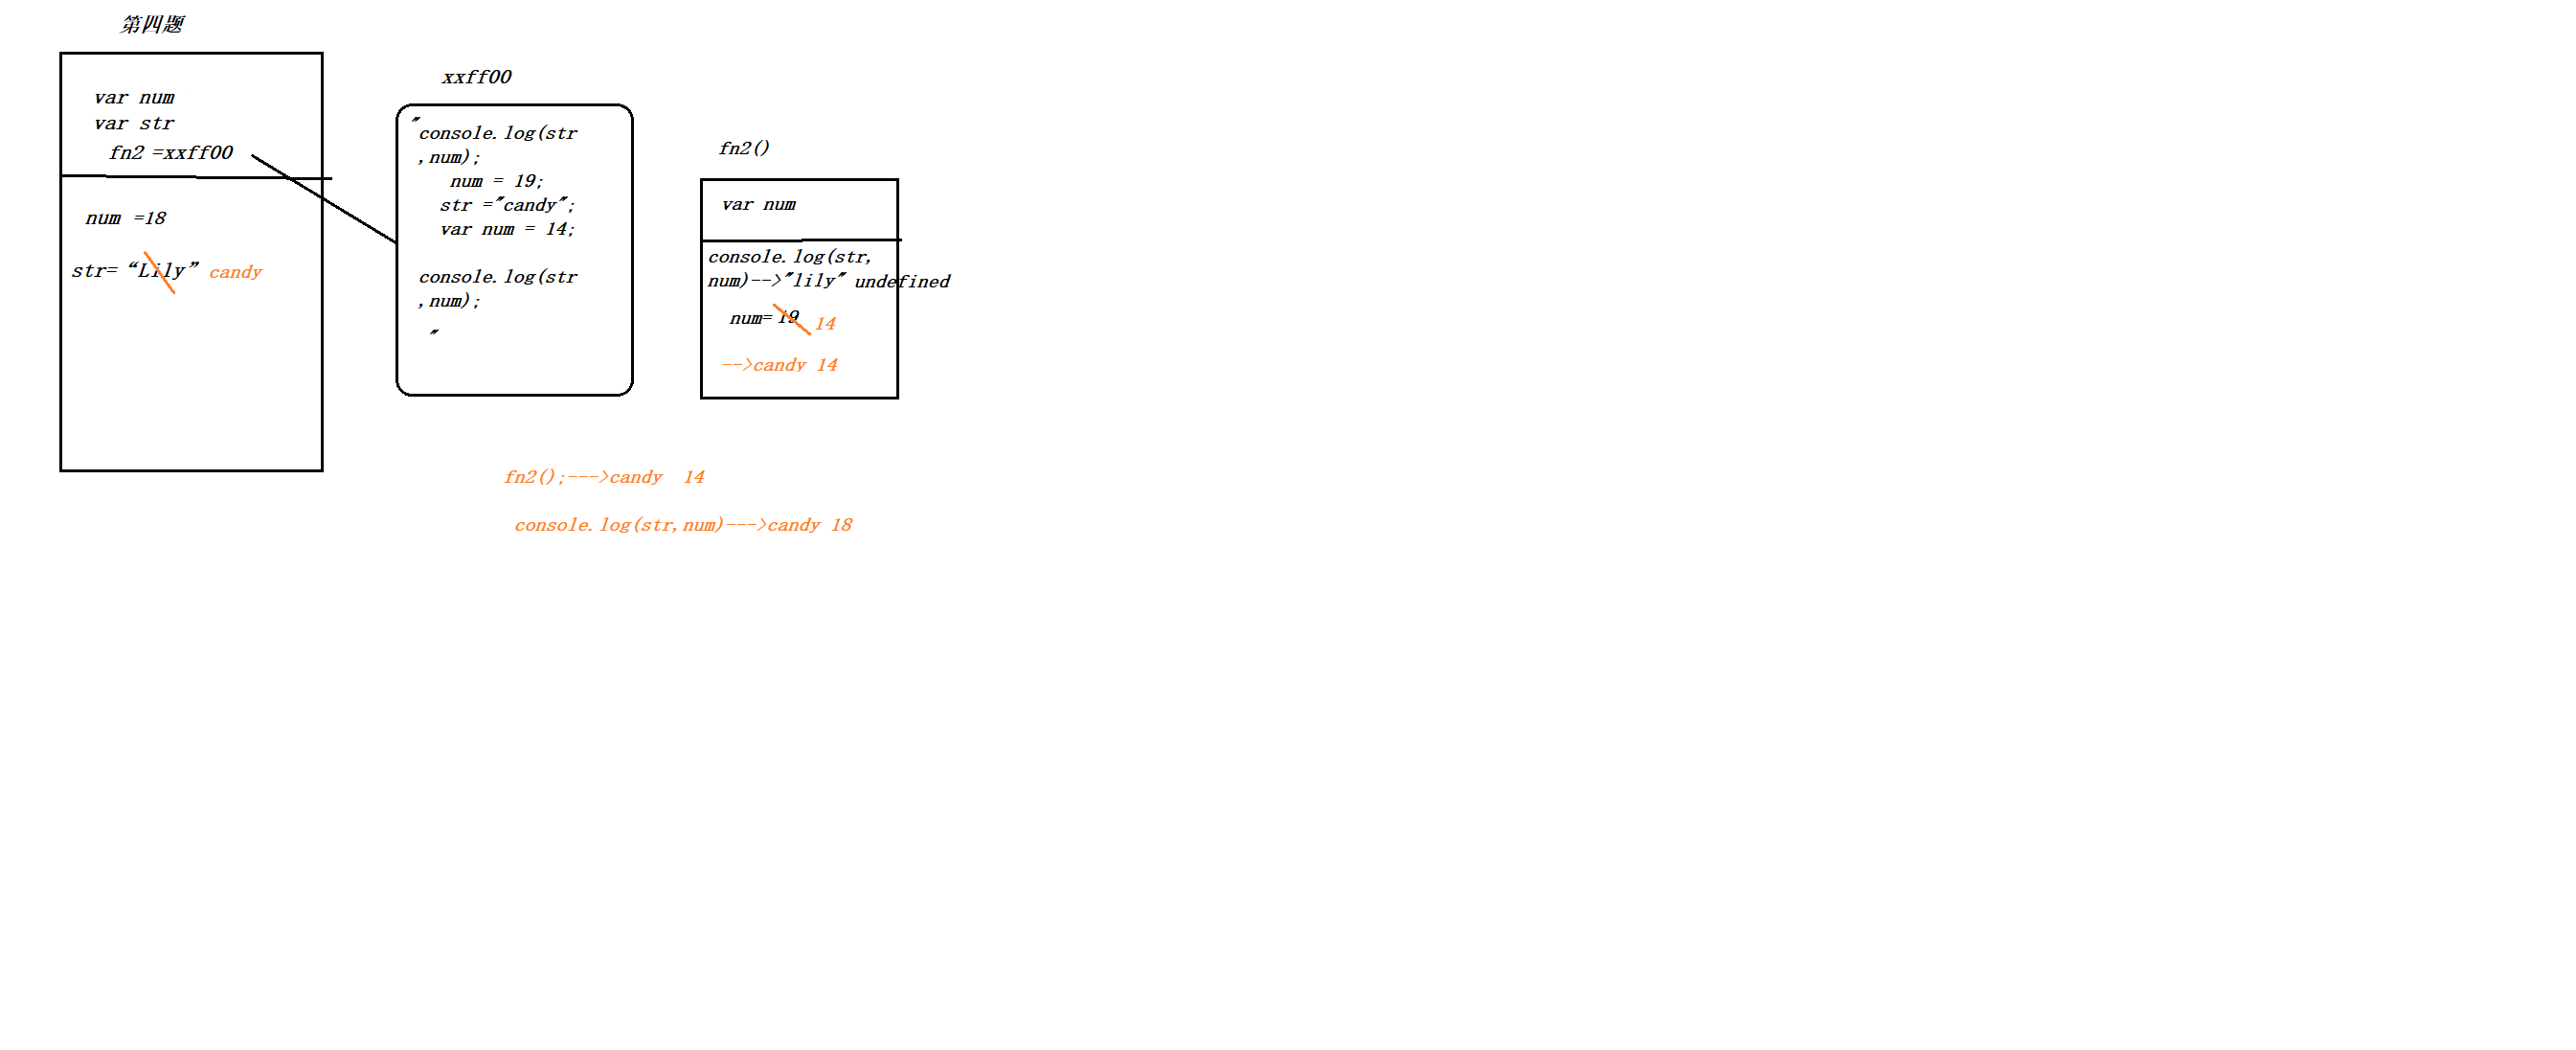 第四题
var num
var str
fn2 =xxff00
num =18
str=“Lily” candy
xxff00
"
console.log(str
,num);
num = 19;
str ="candy";
var num = 14;
console.log(str
,num);
"
fn2()
var num
console.log(str,
num)-->"lily" undefined
num=19 14
-->candy 14
fn2();--->candy 14
console.log(str,num)--->candy 18